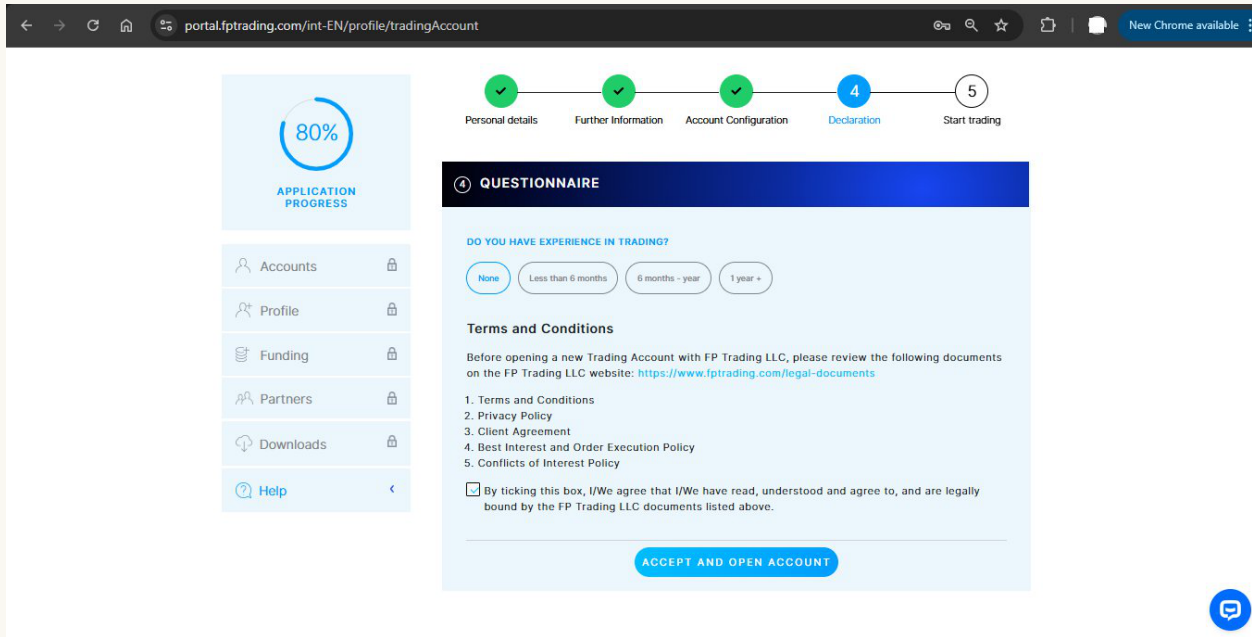 portal.fptrading.com/int-EN/profile/tradingAccount
New Chrome available
80%
APPLICATION
PROGRESS
Accounts
Profile
Funding
Partners
Downloads
Help
4
5
Personal details
Further Information
Account Configuration
Declaration
Start trading
4 QUESTIONNAIRE
DO YOU HAVE EXPERIENCE IN TRADING?
None
Less than 6 months
6 months - year
1 year +
Terms and Conditions
Before opening a new Trading Account with FP Trading LLC, please review the following documents
on the FP Trading LLC website: https://www.fptrading.com/legal-documents
1. Terms and Conditions
2. Privacy Policy
3. Client Agreement
4. Best Interest and Order Execution Policy
5. Conflicts of Interest Policy
By ticking this box, I/We agree that I/We have read, understood and agree to, and are legally
bound by the FP Trading LLC documents listed above.
ACCEPT AND OPEN ACCOUNT